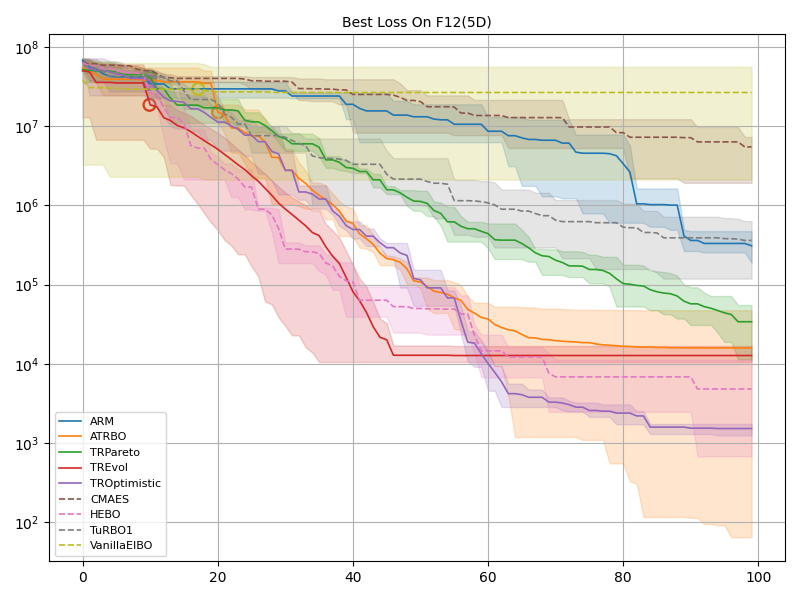 Best Loss On F12(5D)
10^8
10^7
10^6
10^5
10^4
10^3
10^2
ARM
ATRBO
TRPareto
TREvol
TROptimistic
CMAES
HEBO
TuRBO1
VanillaEIBO
0 20 40 60 80 100